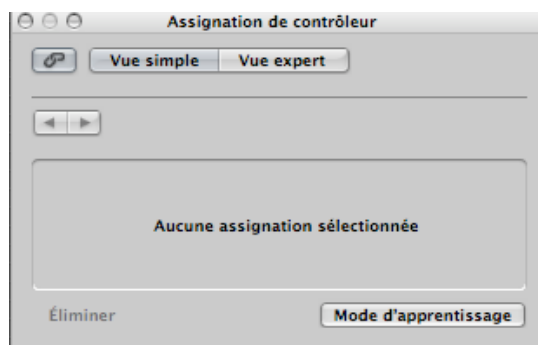 Assignation de contrôleur
Vue simple Vue expert
Aucune assignation sélectionnée
Éliminer Mode d'apprentissage